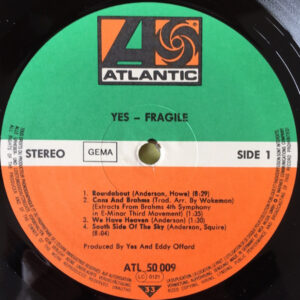 ATLANTIC
YES – FRAGILE
STEREO
GEMA
SIDE 1
1. Roundabout (Anderson, Howe) (8:29)
2. Cans And Brahms (Trad. Arr. By Wakeman)
(Extracts From Brahms 4th Symphony
in E-Minor Third Movement) (1:35)
3. We Have Heaven (Anderson) (1:30)
4. South Side Of The Sky (Anderson, Squire)
(8:04)
Produced By Yes And Eddy Offord
ATL 50 009
LC 0121
33